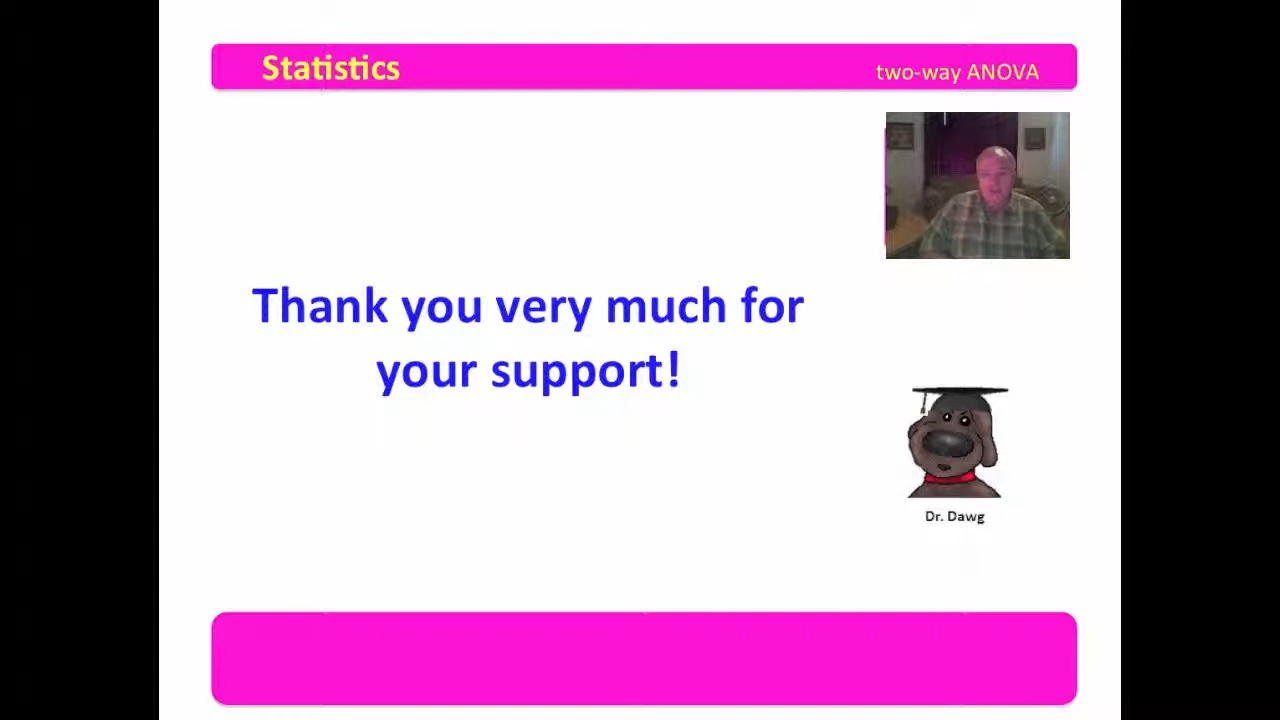 Statistics
two-way ANOVA
Thank you very much for
your support!
Dr. Dawg